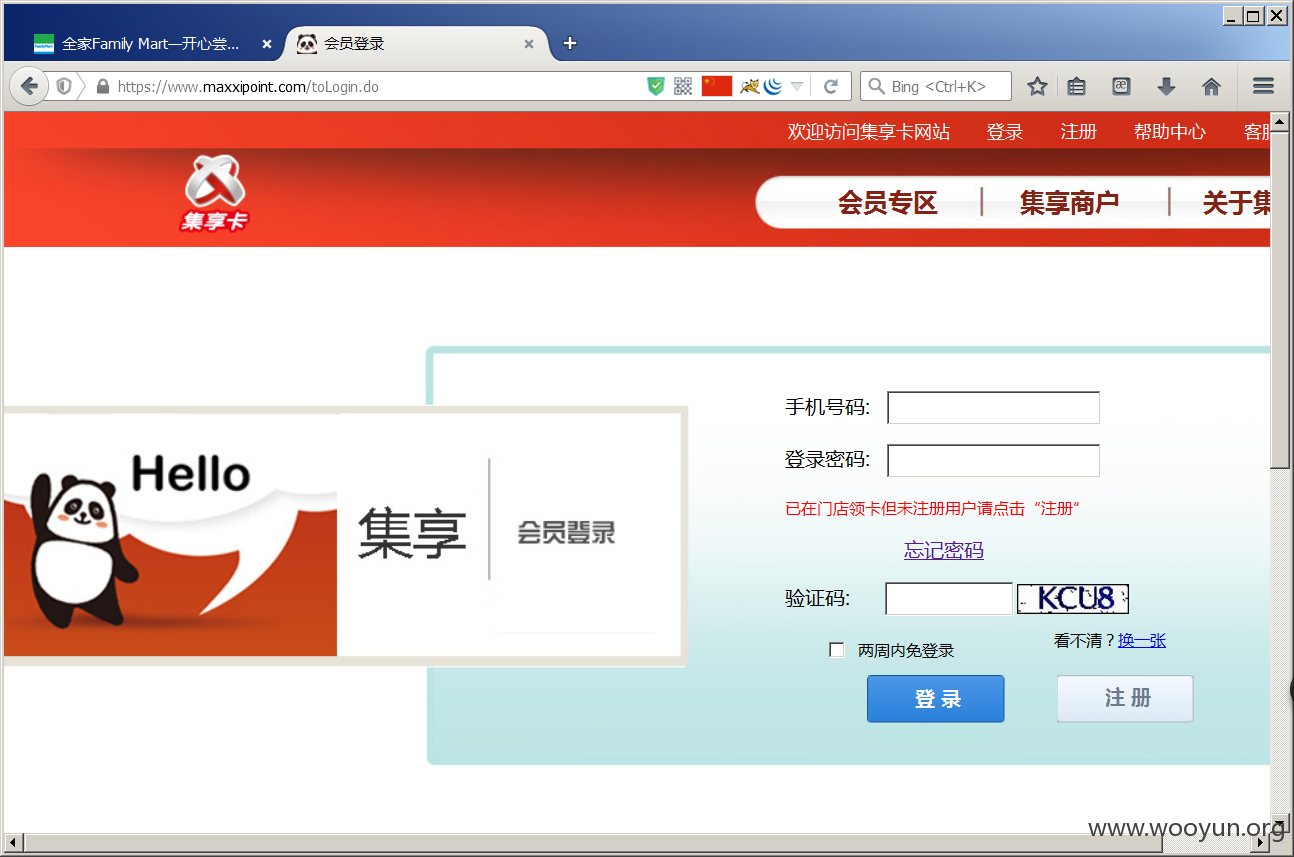 全家Family Mart—开心尝...
会员登录
https://www.maxxipoint.com/toLogin.do
Bing <Ctrl+K>
欢迎访问集享卡网站 登录 注册 帮助中心 客服
集享卡
会员专区 集享商户 关于集
手机号码:
登录密码:
已在门店领卡但未注册用户请点击“注册”
忘记密码
Hello
集享 会员登录
验证码: KCU8
看不清？换一张
两周内免登录
登 录 注 册
www.wooyun.org